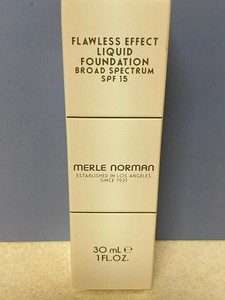 FLAWLESS EFFECT
LIQUID
FOUNDATION
BROAD SPECTRUM
SPF 15
MERLE NORMAN
ESTABLISHED IN LOS ANGELES
SINCE 1931
30 mL ℮
1 FL.OZ.